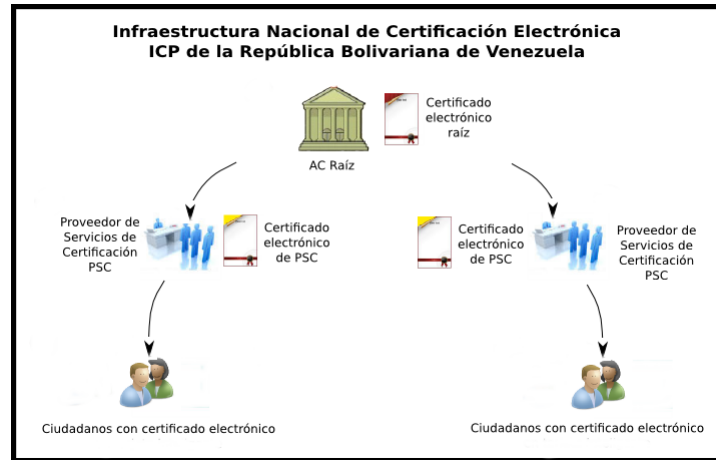 Infraestructura Nacional de Certificación Electrónica
ICP de la República Bolivariana de Venezuela
Certificado
electrónico
raíz
AC Raíz
Proveedor de
Servicios de
Certificación
PSC
Certificado
electrónico
de PSC
Certificado
electrónico
de PSC
Proveedor de
Servicios de
Certificación
PSC
Ciudadanos con certificado electrónico
Ciudadanos con certificado electrónico